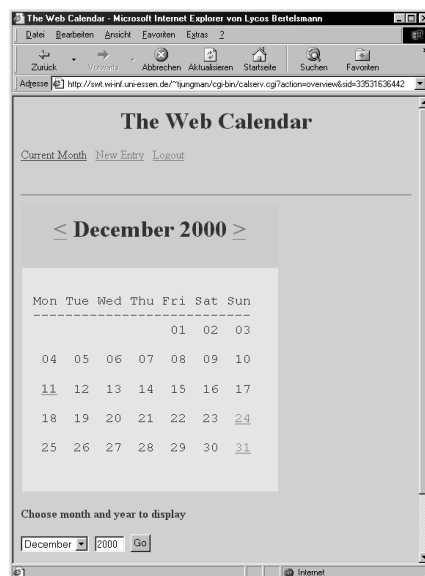 The Web Calendar - Microsoft Internet Explorer von Lycos Bertelsmann
Datei Bearbeiten Ansicht Favoriten Extras ?
Zurück Vorwärts Abbrechen Aktualisieren Startseite Suchen Favoriten
Adresse http://swt.wi-inf.uni-essen.de/~tjungman/cgi-bin/calserv.cgi?action=overview&sid=33531636442
The Web Calendar
Current Month New Entry Logout
< December 2000 >
Mon Tue Wed Thu Fri Sat Sun
----------------------------------
01 02 03
04 05 06 07 08 09 10
11 12 13 14 15 16 17
18 19 20 21 22 23 24
25 26 27 28 29 30 31
Choose month and year to display
December 2000 Go
Internet